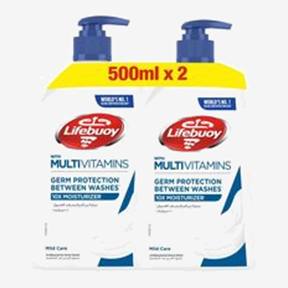 500ml x 2
WORLD'S NO. 1
WORLD'S NO. 1
Lifebuoy
Lifebuoy
WITH
MULTIVITAMINS
GERM PROTECTION
BETWEEN WASHES
10X MOISTURIZER
Mild Care
WITH
MULTIVITAMINS
GERM PROTECTION
BETWEEN WASHES
10X MOISTURIZER
Mild Care